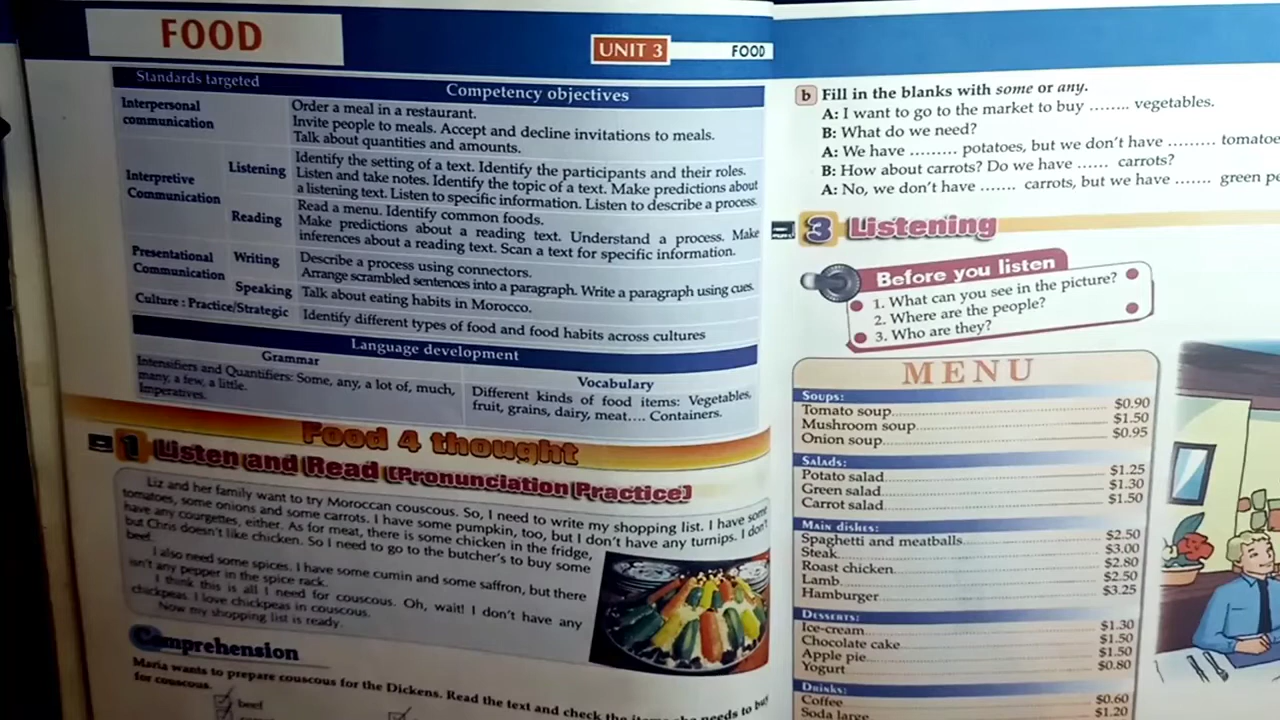 FOOD
UNIT 3
FOOD
Standards targeted
Competency objectives
Interpersonal
communication
Order a meal in a restaurant.
Invite people to meals. Accept and decline invitations to meals.
Talk about quantities and amounts.
Interpretive
Communication
Listening
Identify the setting of a text. Identify the participants and their roles.
Listen and take notes. Identify the topic of a text. Make predictions about
a listening text. Listen to specific information. Listen to describe a process.
Reading
Read a menu. Identify common foods.
Make predictions about a reading text. Understand a process. Make
inferences about a reading text. Scan a text for specific information.
Presentational
Communication
Writing
Describe a process using connectors.
Arrange scrambled sentences into a paragraph. Write a paragraph using cues.
Speaking
Talk about eating habits in Morocco.
Culture : Practice/Strategic
Identify different types of food and food habits across cultures
Language development
Grammar
Intensifiers and Quantifiers: Some, any, a lot of, much,
many, a few, a little.
Imperatives.
Vocabulary
Different kinds of food items: Vegetables,
fruit, grains, dairy, meat.... Containers.
Food 4 thought
1 Listen and Read (Pronunciation Practice)
Liz and her family want to try Moroccan couscous. So, I need to write my shopping list. I have some
tomatoes, some onions and some carrots. I have some pumpkin, too, but I don't have any turnips. I don't
have any courgettes, either. As for meat, there is some chicken in the fridge,
but Chris doesn't like chicken. So I need to go to the butcher's to buy some
beef.
I also need some spices. I have some cumin and some saffron, but there
isn't any pepper in the spice rack.
I think this is all I need for couscous. Oh, wait! I don't have any
chickpeas. I love chickpeas in couscous.
Now my shopping list is ready.
Comprehension
Maria wants to prepare couscous for the Dickens. Read the text and check the items she needs to buy
for couscous.
beef
b Fill in the blanks with some or any.
A: I want to go to the market to buy ........ vegetables.
B: What do we need?
A: We have ......... potatoes, but we don't have ......... tomatoe
B: How about carrots? Do we have ...... carrots?
A: No, we don't have ....... carrots, but we have ....... green pe
3 Listening
Before you listen
1. What can you see in the picture?
2. Where are the people?
3. Who are they?
MENU
Soups:
Tomato soup $0.90
Mushroom soup $1.50
Onion soup $0.95
Salads:
Potato salad $1.25
Green salad $1.30
Carrot salad $1.50
Main dishes:
Spaghetti and meatballs $2.50
Steak $3.00
Roast chicken $2.80
Lamb $2.50
Hamburger $3.25
Desserts:
Ice-cream $1.30
Chocolate cake $1.50
Apple pie $1.50
Yogurt $0.80
Drinks:
Coffee $0.60
Soda large $1.20